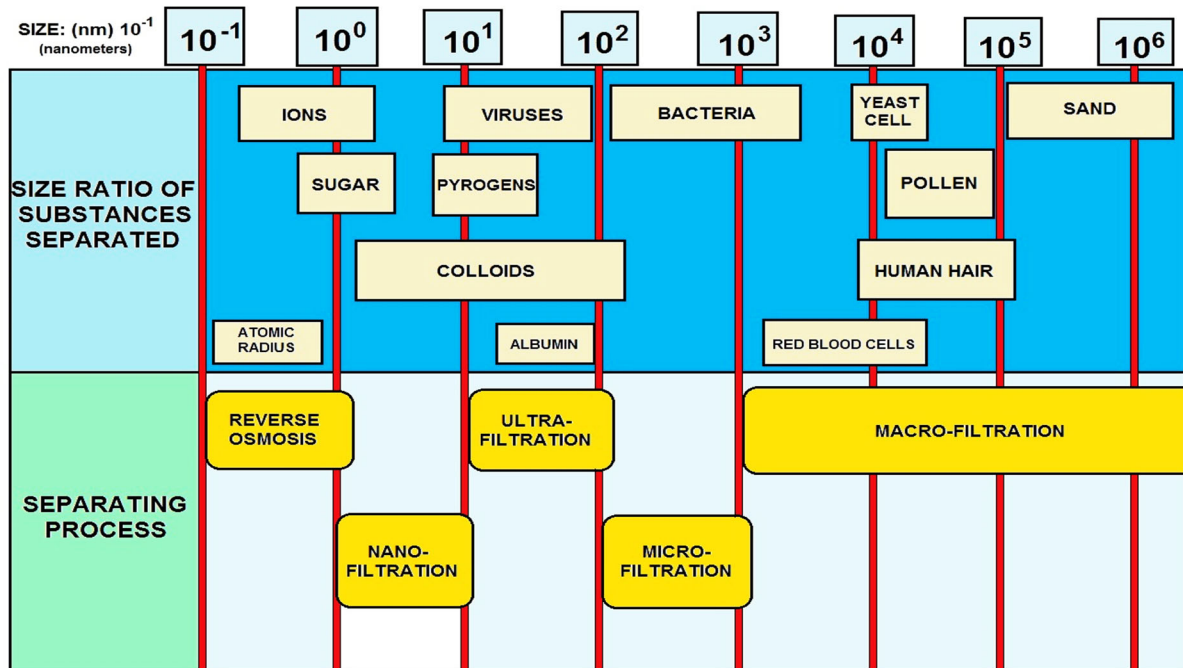 SIZE: (nm) 10⁻¹
(nanometers)
10⁻¹
10⁰
10¹
10²
10³
10⁴
10⁵
10⁶
SIZE RATIO OF
SUBSTANCES
SEPARATED
IONS
VIRUSES
BACTERIA
YEAST
CELL
SAND
SUGAR
PYROGENS
POLLEN
COLLOIDS
HUMAN HAIR
ATOMIC
RADIUS
ALBUMIN
RED BLOOD CELLS
SEPARATING
PROCESS
REVERSE
OSMOSIS
ULTRA-
FILTRATION
MACRO-FILTRATION
NANO-
FILTRATION
MICRO-
FILTRATION